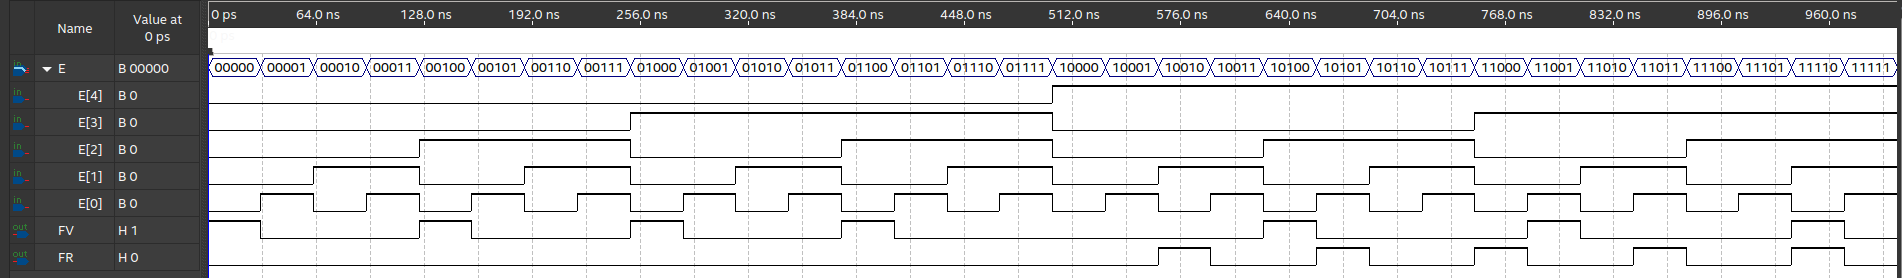 Name Value at 0 ps
0 ps 64.0 ns 128.0 ns 192.0 ns 256.0 ns 320.0 ns 384.0 ns 448.0 ns 512.0 ns 576.0 ns 640.0 ns 704.0 ns 768.0 ns 832.0 ns 896.0 ns 960.0 ns
0 ps
in E B 00000 00000 00001 00010 00011 00100 00101 00110 00111 01000 01001 01010 01011 01100 01101 01110 01111 10000 10001 10010 10011 10100 10101 10110 10111 11000 11001 11010 11011 11100 11101 11110 11111
in E[4] B 0
in E[3] B 0
in E[2] B 0
in E[1] B 0
in E[0] B 0
out FV H 1
out FR H 0